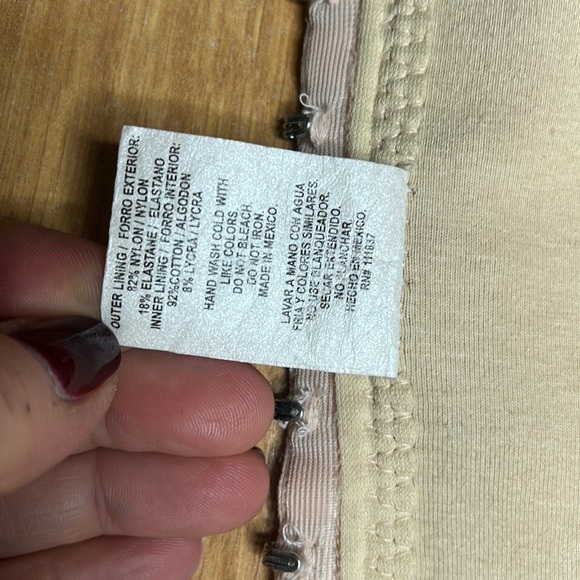 OUTER LINING / FORRO EXTERIOR:
82% NYLON / NYLON
18% ELASTANE / ELASTANO
INNER LINING / FORRO INTERIOR:
92% COTTON / ALGODON
8% LYCRA / LYCRA
HAND WASH COLD WITH
LIKE COLORS.
DO NOT BLEACH.
DO NOT IRON.
MADE IN MEXICO.
LAVAR A MANO CON AGUA
FRIA Y COLORES SIMILARES.
NO USE BLANQUEADOR.
SECAR EXTENDIDO.
NO PLANCHAR.
HECHO EN MEXICO.
RN# 111837